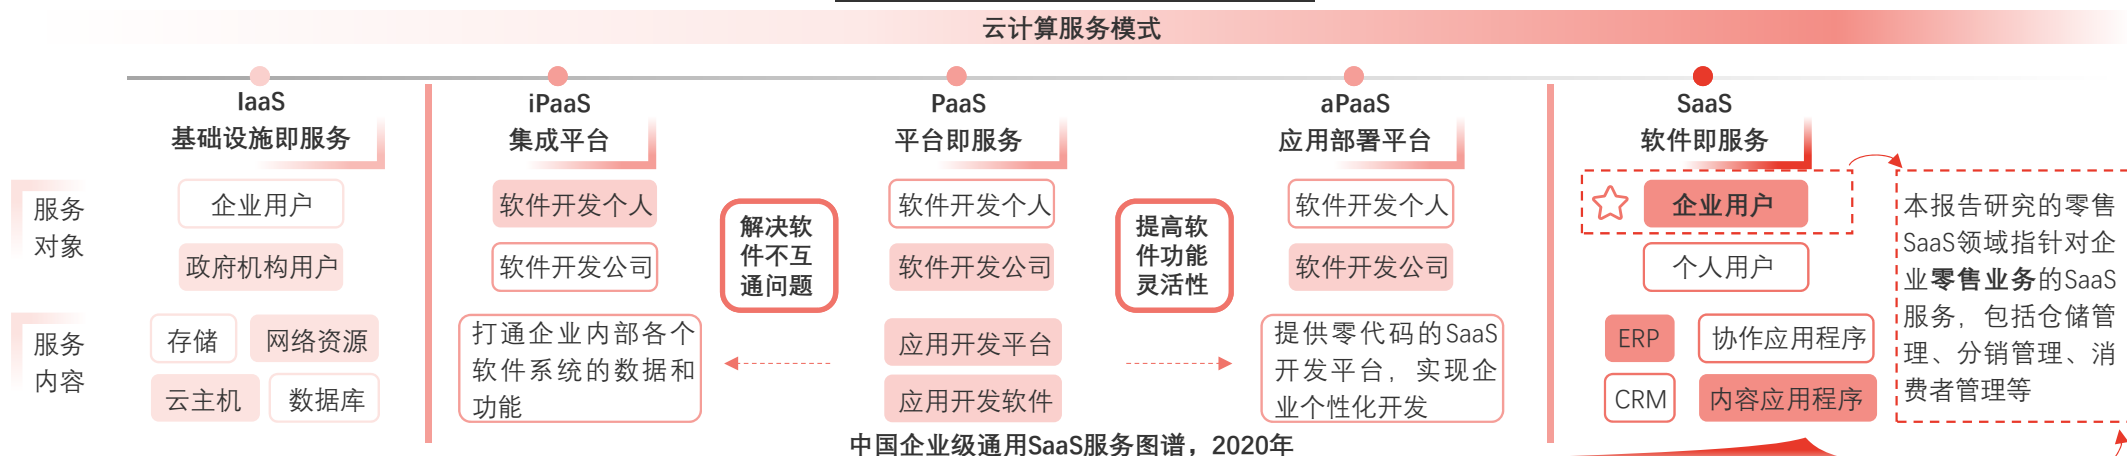 云计算服务模式
IaaS
基础设施即服务
iPaaS
集成平台
PaaS
平台即服务
aPaaS
应用部署平台
SaaS
软件即服务
服务
对象
企业用户
政府机构用户
软件开发个人
软件开发公司
解决软
件不互
通问题
软件开发个人
软件开发公司
提高软
件功能
灵活性
软件开发个人
软件开发公司
企业用户
个人用户
服务
内容
存储
网络资源
云主机
数据库
打通企业内部各个
软件系统的数据和
功能
应用开发平台
应用开发软件
提供零代码的SaaS
开发平台，实现企
业个性化开发
ERP
协作应用程序
CRM
内容应用程序
本报告研究的零售
SaaS领域指针对企
业零售业务的SaaS
服务，包括仓储管
理、分销管理、消
费者管理等
中国企业级通用SaaS服务图谱，2020年